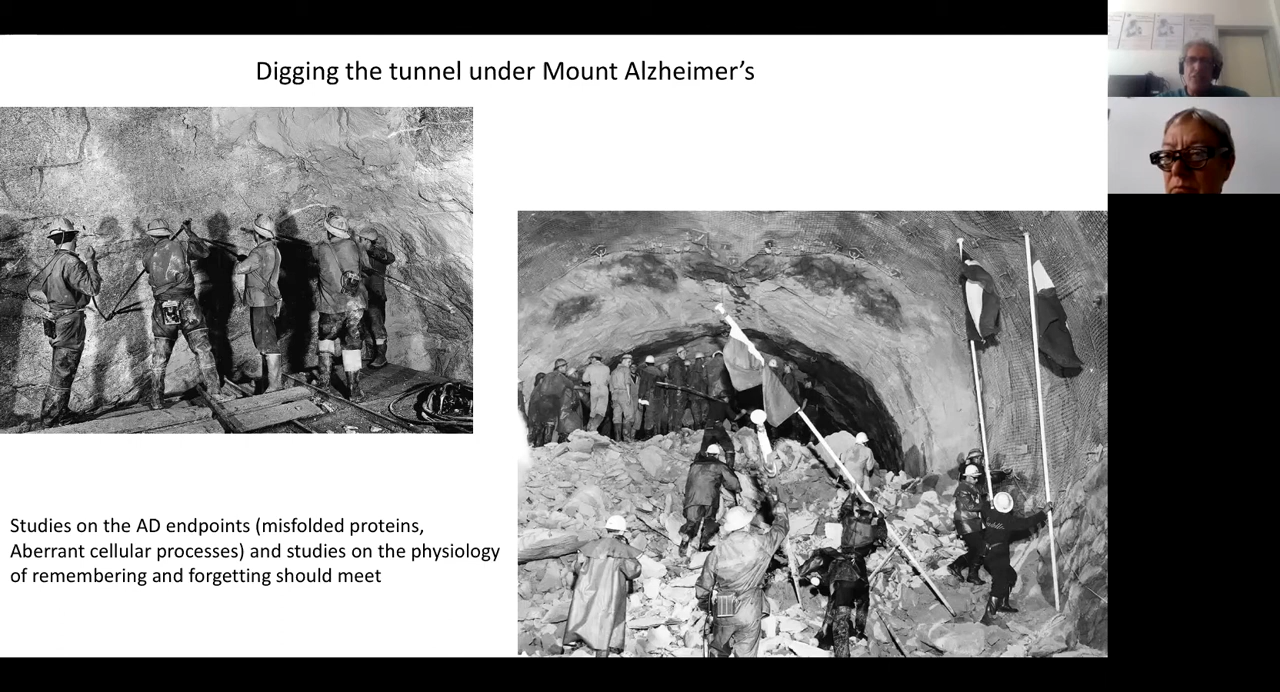 Digging the tunnel under Mount Alzheimer's
Studies on the AD endpoints (misfolded proteins,
Aberrant cellular processes) and studies on the physiology
of remembering and forgetting should meet